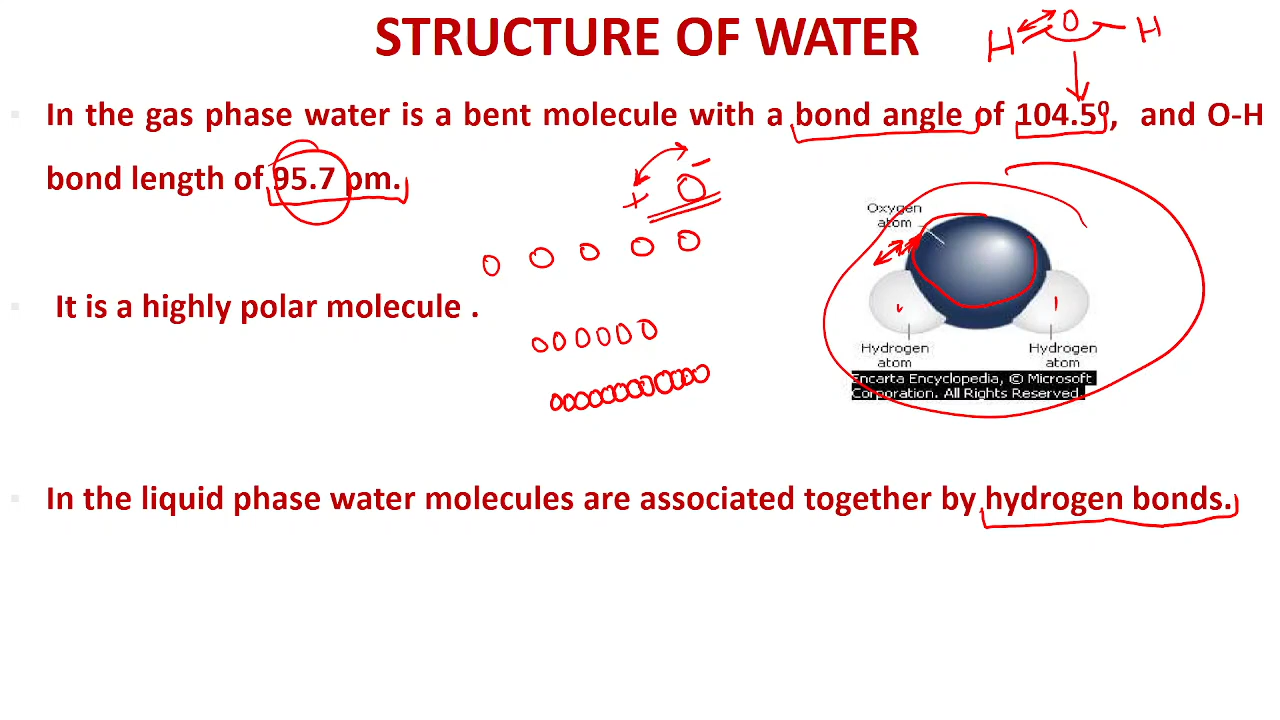 STRUCTURE OF WATER
H O H
In the gas phase water is a bent molecule with a bond angle of 104.5⁰, and O-H
bond length of 95.7 pm.
+ O −
Oxygen
atom
O O O O O
It is a highly polar molecule .
O O O O O O
Hydrogen
atom
Hydrogen
atom
Encarta Encyclopedia, © Microsoft
Corporation. All Rights Reserved.
In the liquid phase water molecules are associated together by hydrogen bonds.